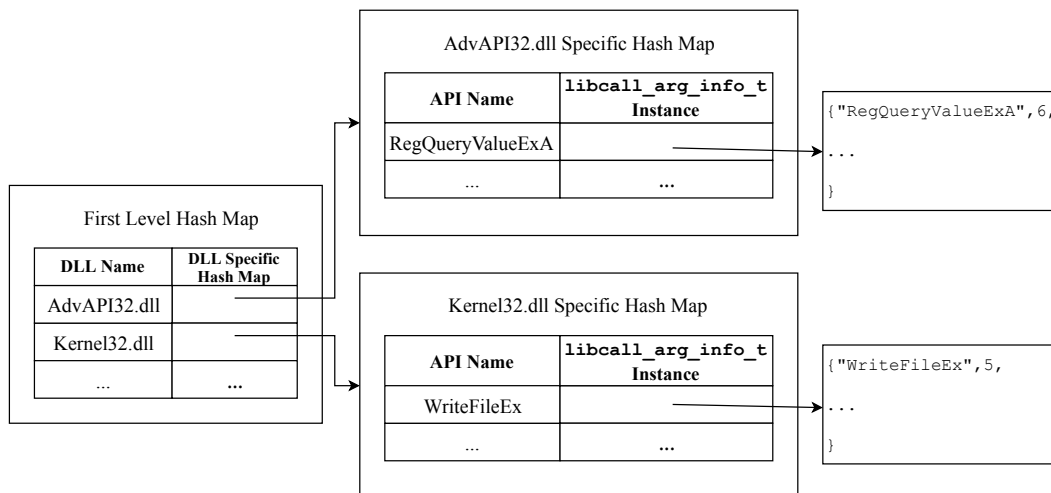 AdvAPI32.dll Specific Hash Map
API Name
libcall_arg_info_t
Instance
RegQueryValueExA
...
...
{"RegQueryValueExA",6,
...
}
First Level Hash Map
DLL Name
DLL Specific
Hash Map
AdvAPI32.dll
Kernel32.dll
...
...
Kernel32.dll Specific Hash Map
API Name
libcall_arg_info_t
Instance
WriteFileEx
...
...
{"WriteFileEx",5,
...
}